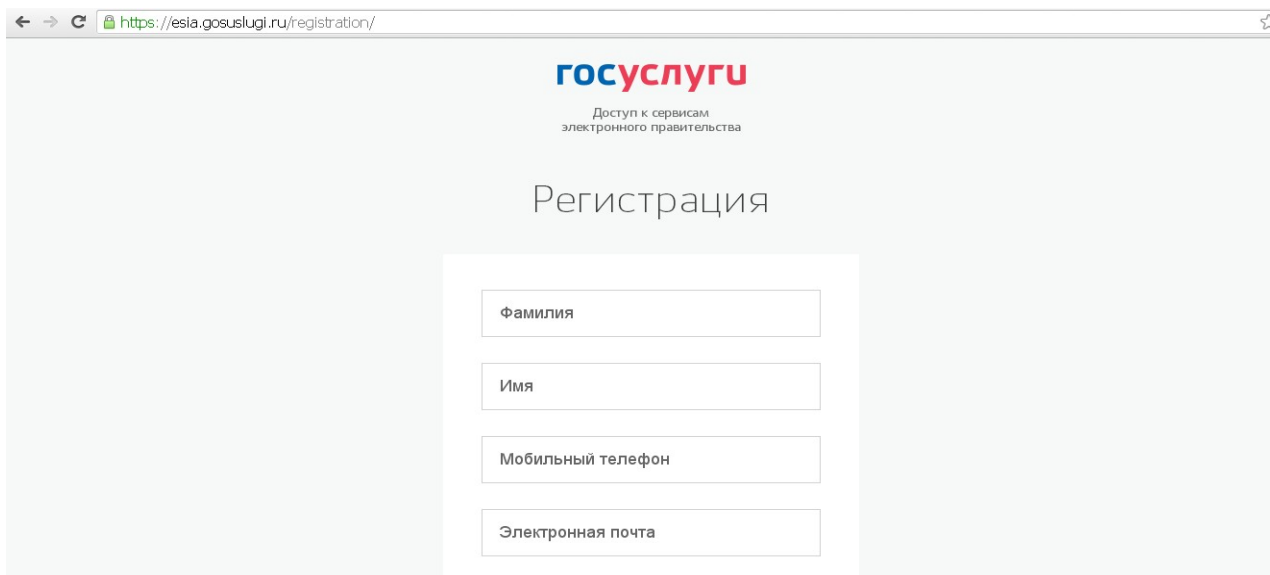 https://esia.gosuslugi.ru/registration/
госуслуги
Доступ к сервисам
электронного правительства
Регистрация
Фамилия
Имя
Мобильный телефон
Электронная почта